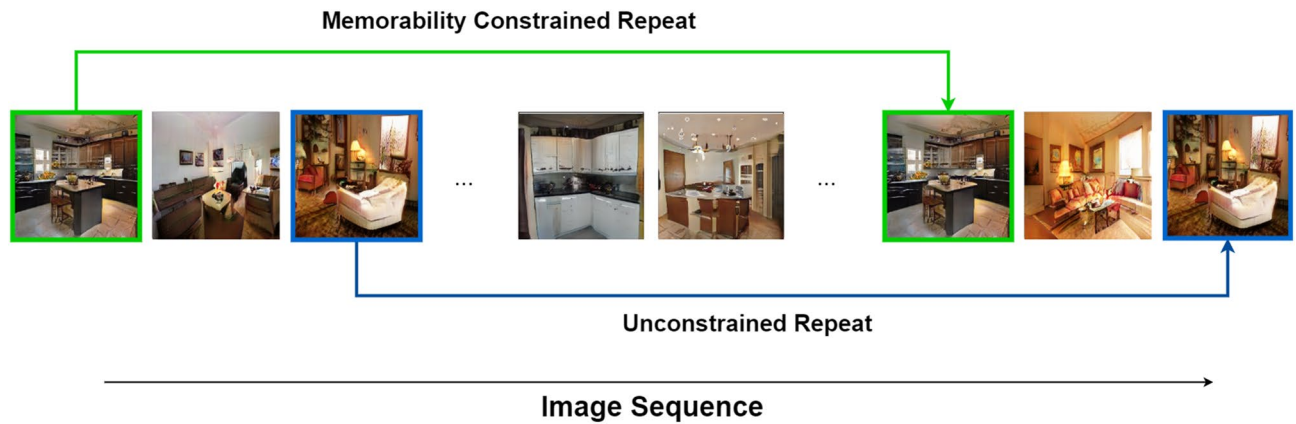 Memorability Constrained Repeat
... ...
Unconstrained Repeat
Image Sequence